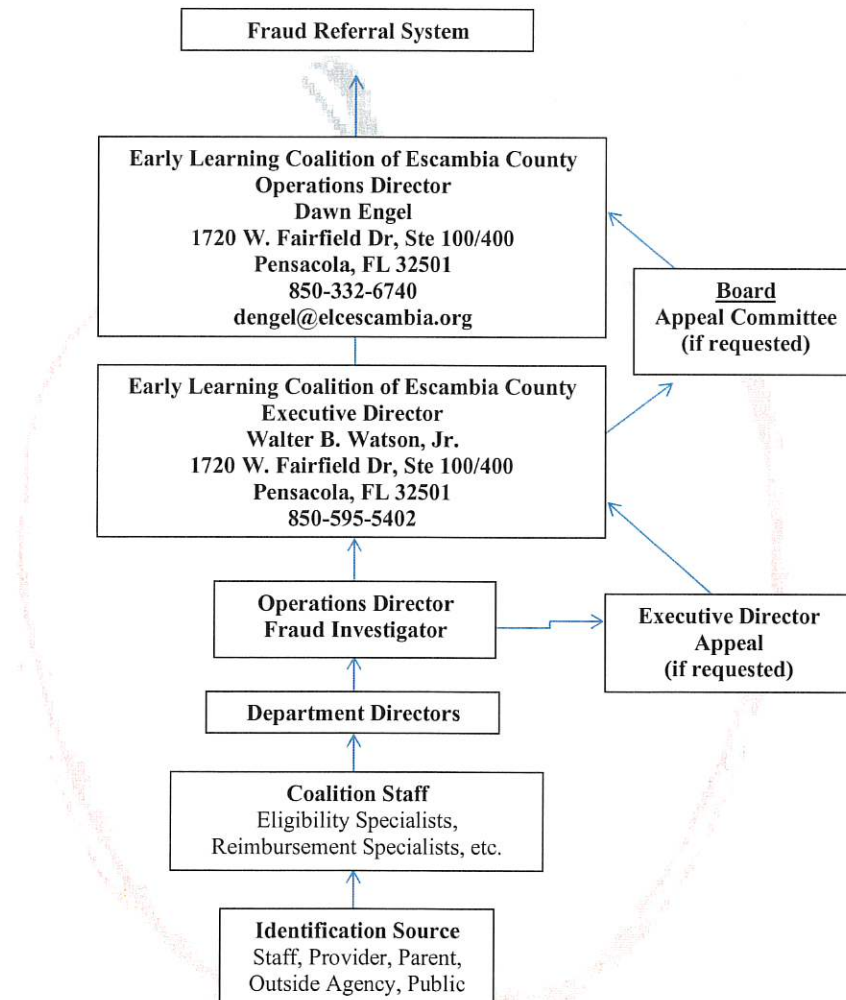 Fraud Referral System
Early Learning Coalition of Escambia County
Operations Director
Dawn Engel
1720 W. Fairfield Dr, Ste 100/400
Pensacola, FL 32501
850-332-6740
dengel@elcescambia.org
Board
Appeal Committee
(if requested)
Early Learning Coalition of Escambia County
Executive Director
Walter B. Watson, Jr.
1720 W. Fairfield Dr, Ste 100/400
Pensacola, FL 32501
850-595-5402
Operations Director
Fraud Investigator
Executive Director
Appeal
(if requested)
Department Directors
Coalition Staff
Eligibility Specialists,
Reimbursement Specialists, etc.
Identification Source
Staff, Provider, Parent,
Outside Agency, Public